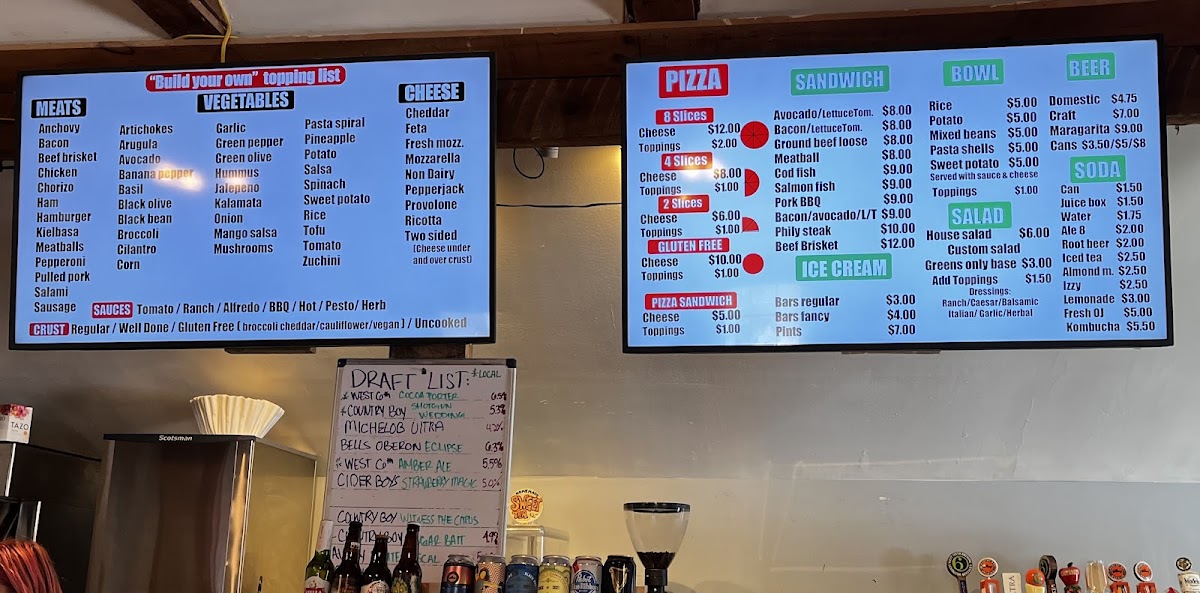 "Build your own" topping list
MEATS
Anchovy
Bacon
Beef brisket
Chicken
Chorizo
Ham
Hamburger
Kielbasa
Meatballs
Pepperoni
Pulled pork
Salami
Sausage
VEGETABLES
Artichokes
Arugula
Avocado
Banana pepper
Basil
Black olive
Black bean
Broccoli
Cilantro
Corn
Garlic
Green pepper
Green olive
Hummus
Jalepeno
Kalamata
Onion
Mango salsa
Mushrooms
Pasta spiral
Pineapple
Potato
Salsa
Spinach
Sweet potato
Rice
Tofu
Tomato
Zuchini
CHEESE
Cheddar
Feta
Fresh mozz.
Mozzarella
Non Dairy
Pepperjack
Provolone
Ricotta
Two sided
(Cheese under
and over crust)
SAUCES Tomato / Ranch / Alfredo / BBQ / Hot / Pesto/ Herb
CRUST Regular / Well Done / Gluten Free ( broccoli cheddar/cauliflower/vegan ) / Uncooked
PIZZA
8 Slices
Cheese $12.00
Toppings $2.00
4 Slices
Cheese $8.00
Toppings $1.00
2 Slices
Cheese $6.00
Toppings $1.00
GLUTEN FREE
Cheese $10.00
Toppings $1.00
PIZZA SANDWICH
Cheese $5.00
Toppings $1.00
SANDWICH
Avocado/LettuceTom. $8.00
Bacon/LettuceTom. $8.00
Ground beef loose $8.00
Meatball $8.00
Cod fish $9.00
Salmon fish $9.00
Pork BBQ $9.00
Bacon/avocado/L/T $9.00
Phily steak $10.00
Beef Brisket $12.00
ICE CREAM
Bars regular $3.00
Bars fancy $4.00
Pints $7.00
BOWL
Rice $5.00
Potato $5.00
Mixed beans $5.00
Pasta shells $5.00
Sweet potato $5.00
Served with sauce & cheese
Toppings $1.00
SALAD
House salad $6.00
Custom salad
Greens only base $3.00
Add Toppings $1.50
Dressings:
Ranch/Caesar/Balsamic
Italian/ Garlic/Herbal
BEER
Domestic $4.75
Craft $7.00
Maragarita $9.00
Cans $3.50/$5/$8
SODA
Can $1.50
Juice box $1.50
Water $1.75
Ale 8 $2.00
Root beer $2.00
Iced tea $2.50
Almond m. $2.50
Izzy $2.50
Lemonade $3.00
Fresh OJ $5.00
Kombucha $5.50
DRAFT LIST: * LOCAL
* WEST 6th COCOA PORTER 6.5%
* COUNTRY BOY SHOTGUN WEDDING 5.3%
MICHELOB ULTRA
BELLS OBERON ECLIPSE 6.3%
* WEST 6th AMBER ALE 5.5%
CIDER BOYS STRAWBERRY MAGIC 5.0%
COUNTRY BOY
Scotsman
TAZO